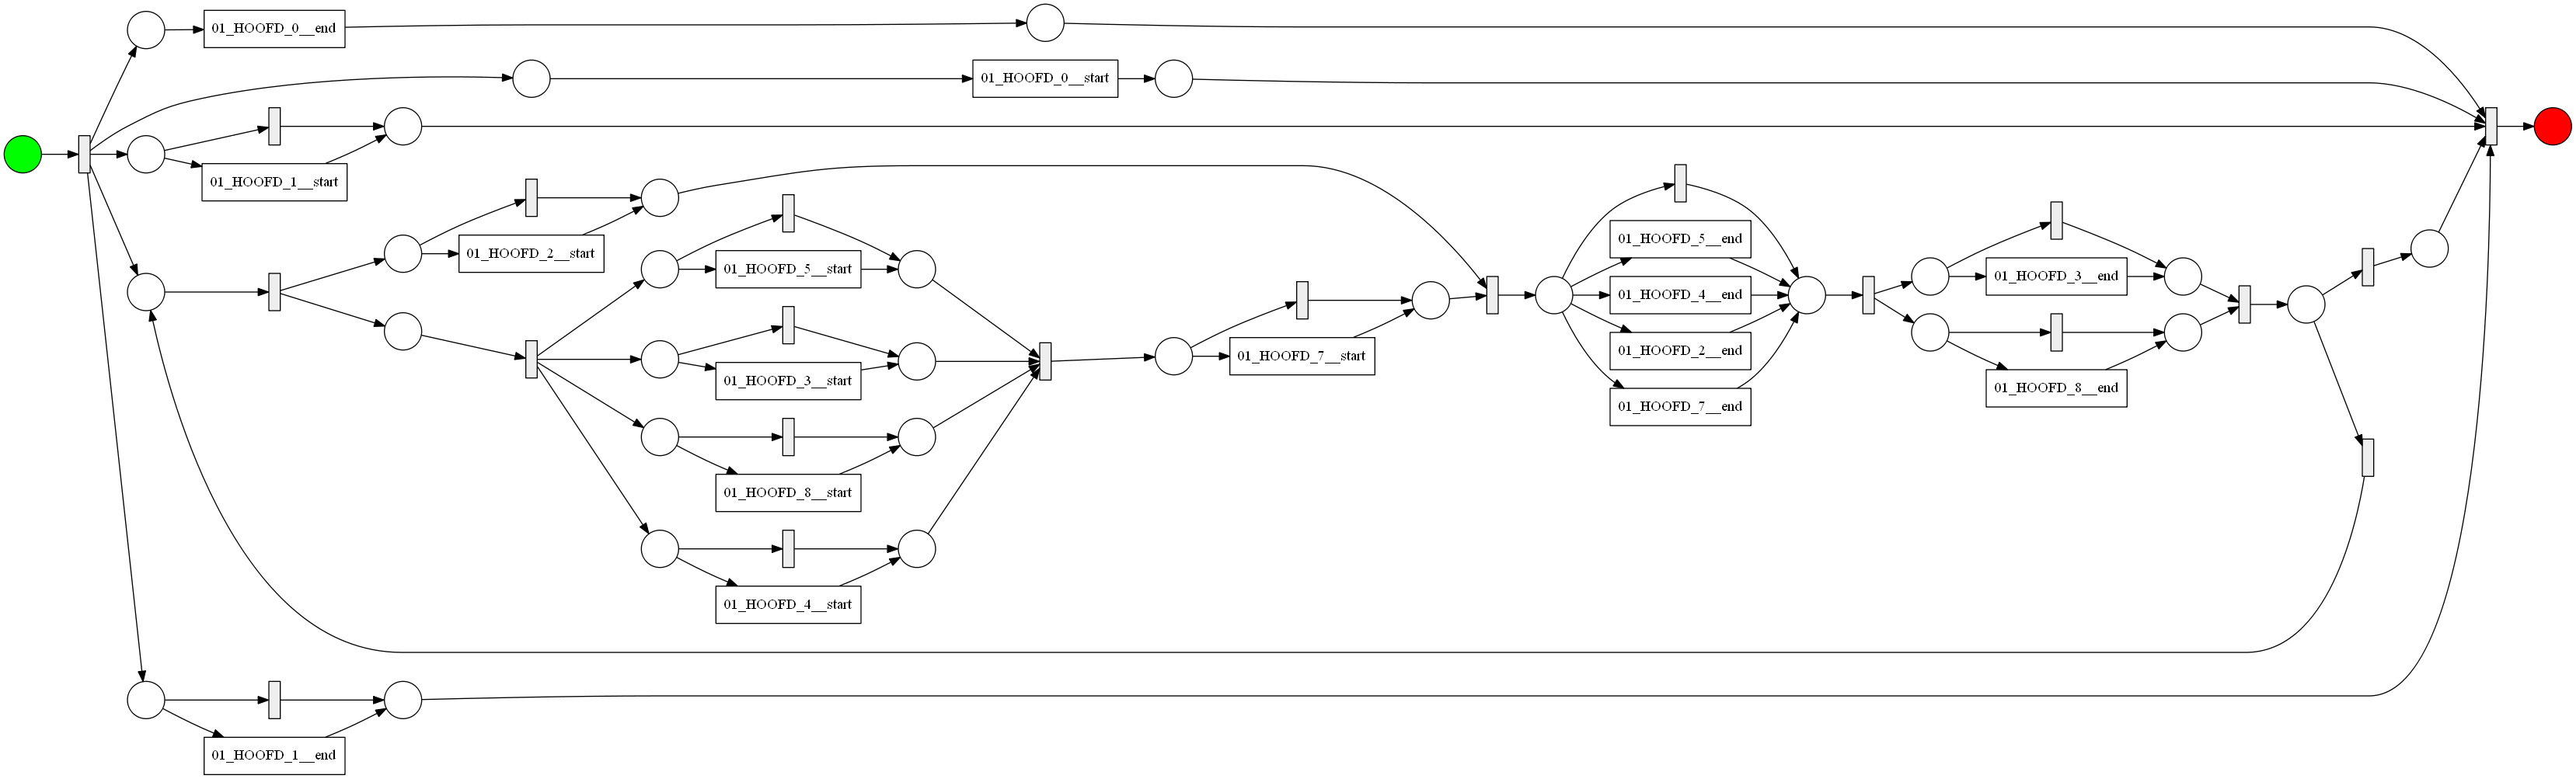 01_HOOFD_0__end
01_HOOFD_0__start
01_HOOFD_1__start
01_HOOFD_2__start
01_HOOFD_5__start
01_HOOFD_3__start
01_HOOFD_8__start
01_HOOFD_4__start
01_HOOFD_7__start
01_HOOFD_5__end
01_HOOFD_4__end
01_HOOFD_2__end
01_HOOFD_7__end
01_HOOFD_3__end
01_HOOFD_8__end
01_HOOFD_1__end